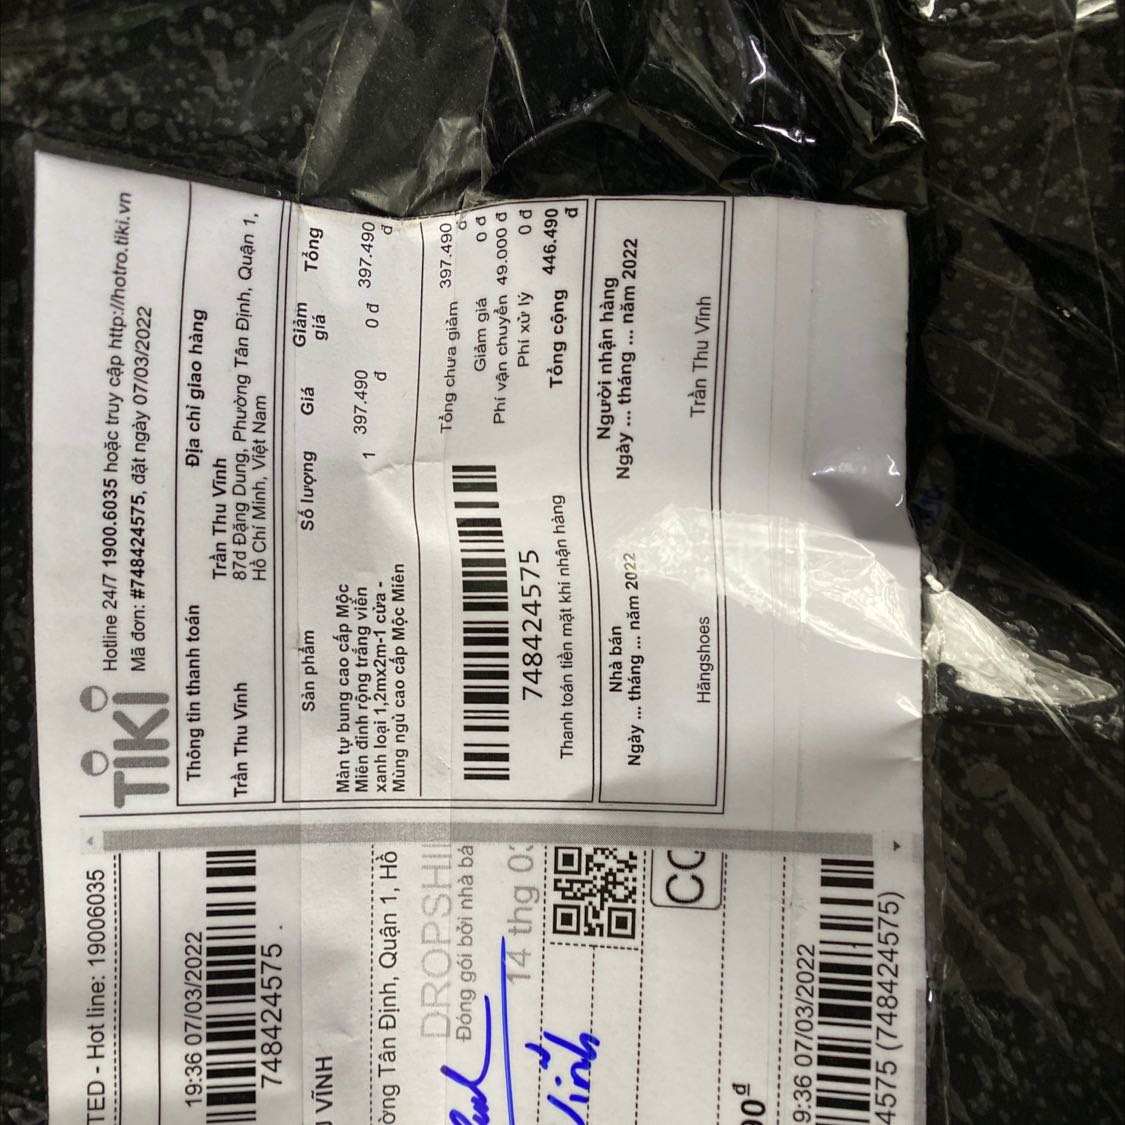 TIKI
Hotline 24/7 1900.6035 hoặc truy cập http://hotro.tiki.vn
Mã đơn: #748424575, đặt ngày 07/03/2022
Thông tin thanh toán
Địa chỉ giao hàng
Trần Thu Vĩnh
Trần Thu Vĩnh
87d Đặng Dung, Phường Tân Định, Quận 1,
Hồ Chí Minh, Việt Nam
Sản phẩm Số lượng Giá Giảm giá Tổng
Màn tự bung cao cấp Mộc
Miên đỉnh rộng trắng viền
xanh loại 1,2mx2m-1 cửa -
Mùng ngủ cao cấp Mộc Miên
1 397.490 đ 0 đ 397.490 đ
Tổng chưa giảm 397.490 đ
Giảm giá 0 đ
Phí vận chuyển 49.000 đ
Phí xử lý 0 đ
Tổng cộng 446.490 đ
748424575
Thanh toán tiền mặt khi nhận hàng
Nhà bán
Ngày ... tháng ... năm 2022
Hăngshoes
Người nhận hàng
Ngày ... tháng ... năm 2022
Trần Thu Vĩnh
TED - Hot line: 19006035
19:36 07/03/2022
748424575
VĨNH
ờng Tân Định, Quận 1, Hồ
DROPSHI
Đóng gói bởi nhà bá
14 thg 03
CO
90đ
9:36 07/03/2022
4575 (748424575)